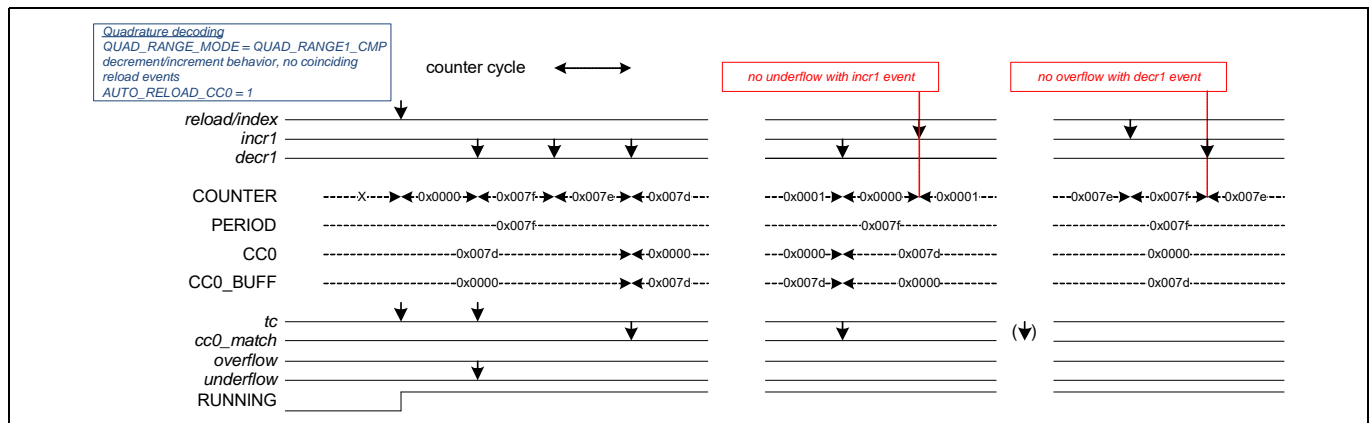 Quadrature decoding
QUAD_RANGE_MODE = QUAD_RANGE1_CMP
decrement/increment behavior, no coinciding
reload events
AUTO_RELOAD_CC0 = 1
counter cycle
no underflow with incr1 event
no overflow with decr1 event
reload/index
incr1
decr1
COUNTER X 0x0000 0x007f 0x007e 0x007d 0x0001 0x0000 0x0001 0x007e 0x007f 0x007e
PERIOD 0x007f 0x007f 0x007f
CC0 0x007d 0x0000 0x0000 0x007d 0x0000
CC0_BUFF 0x0000 0x007d 0x007d 0x0000 0x007d
tc
cc0_match ( )
overflow
underflow
RUNNING